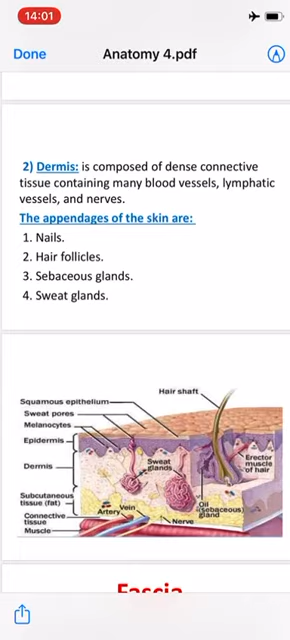 14:01
Done
Anatomy 4.pdf
2) Dermis: is composed of dense connective
tissue containing many blood vessels, lymphatic
vessels, and nerves.
The appendages of the skin are:
1. Nails.
2. Hair follicles.
3. Sebaceous glands.
4. Sweat glands.
Hair shaft
Squamous epithelium
Sweat pores
Melanocytes
Epidermis
Dermis
Subcutaneous
tissue (fat)
Connective
tissue
Muscle
Sweat
glands
Artery
Vein
Nerve
Oil
(sebaceous)
gland
Erector
muscle
of hair
Fascia